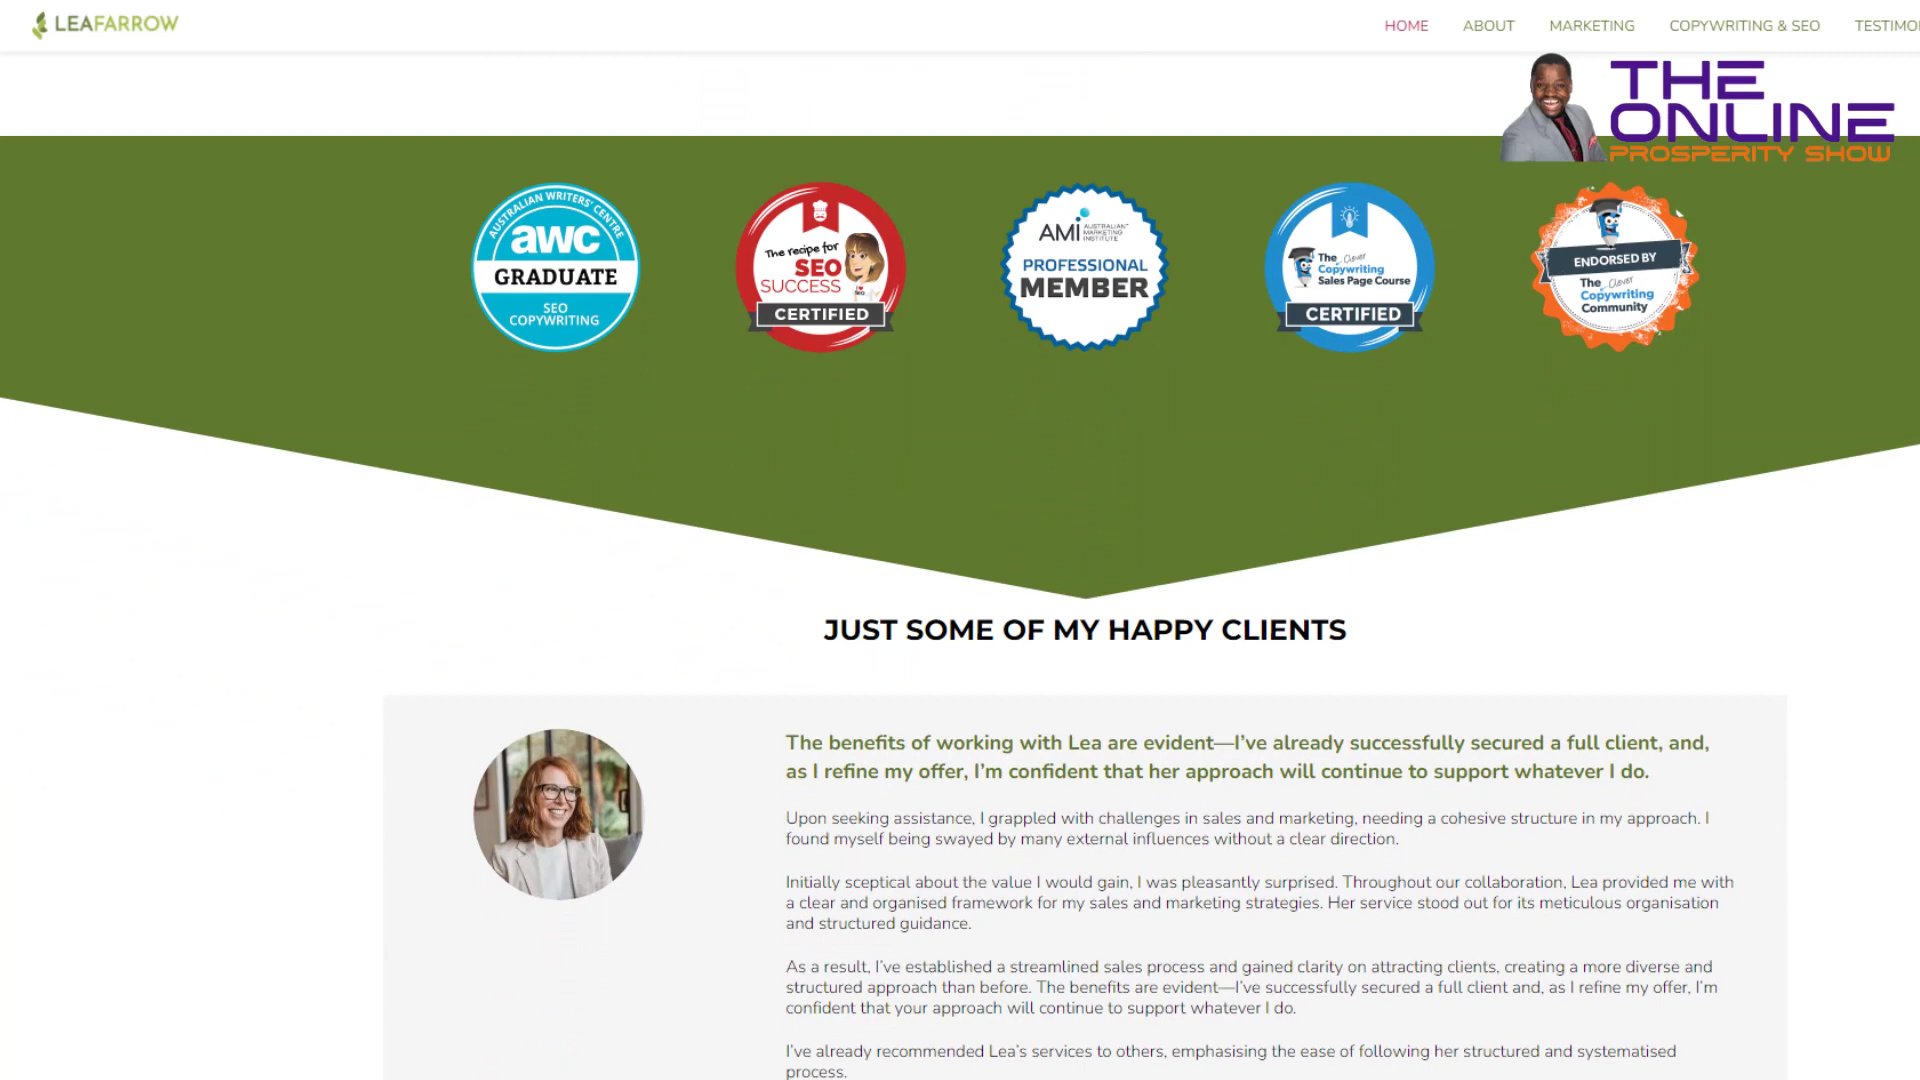 LEAFARROW
HOME ABOUT MARKETING COPYWRITING & SEO TESTIMO
THE
ONLINE
PROSPERITY SHOW
AUSTRALIAN WRITERS' CENTRE
awc
GRADUATE
SEO
COPYWRITING
The recipe for
SEO
SUCCESS
I
SEO
CERTIFIED
AMi AUSTRALIAN
MARKETING
INSTITUTE
PROFESSIONAL
MEMBER
The Clever
Copywriting
Sales Page Course
CERTIFIED
ENDORSED BY
The Clever
Copywriting
Community
JUST SOME OF MY HAPPY CLIENTS
The benefits of working with Lea are evident—I've already successfully secured a full client, and,
as I refine my offer, I'm confident that her approach will continue to support whatever I do.
Upon seeking assistance, I grappled with challenges in sales and marketing, needing a cohesive structure in my approach. I
found myself being swayed by many external influences without a clear direction.
Initially sceptical about the value I would gain, I was pleasantly surprised. Throughout our collaboration, Lea provided me with
a clear and organised framework for my sales and marketing strategies. Her service stood out for its meticulous organisation
and structured guidance.
As a result, I've established a streamlined sales process and gained clarity on attracting clients, creating a more diverse and
structured approach than before. The benefits are evident—I've successfully secured a full client and, as I refine my offer, I'm
confident that your approach will continue to support whatever I do.
I've already recommended Lea's services to others, emphasising the ease of following her structured and systematised
process.